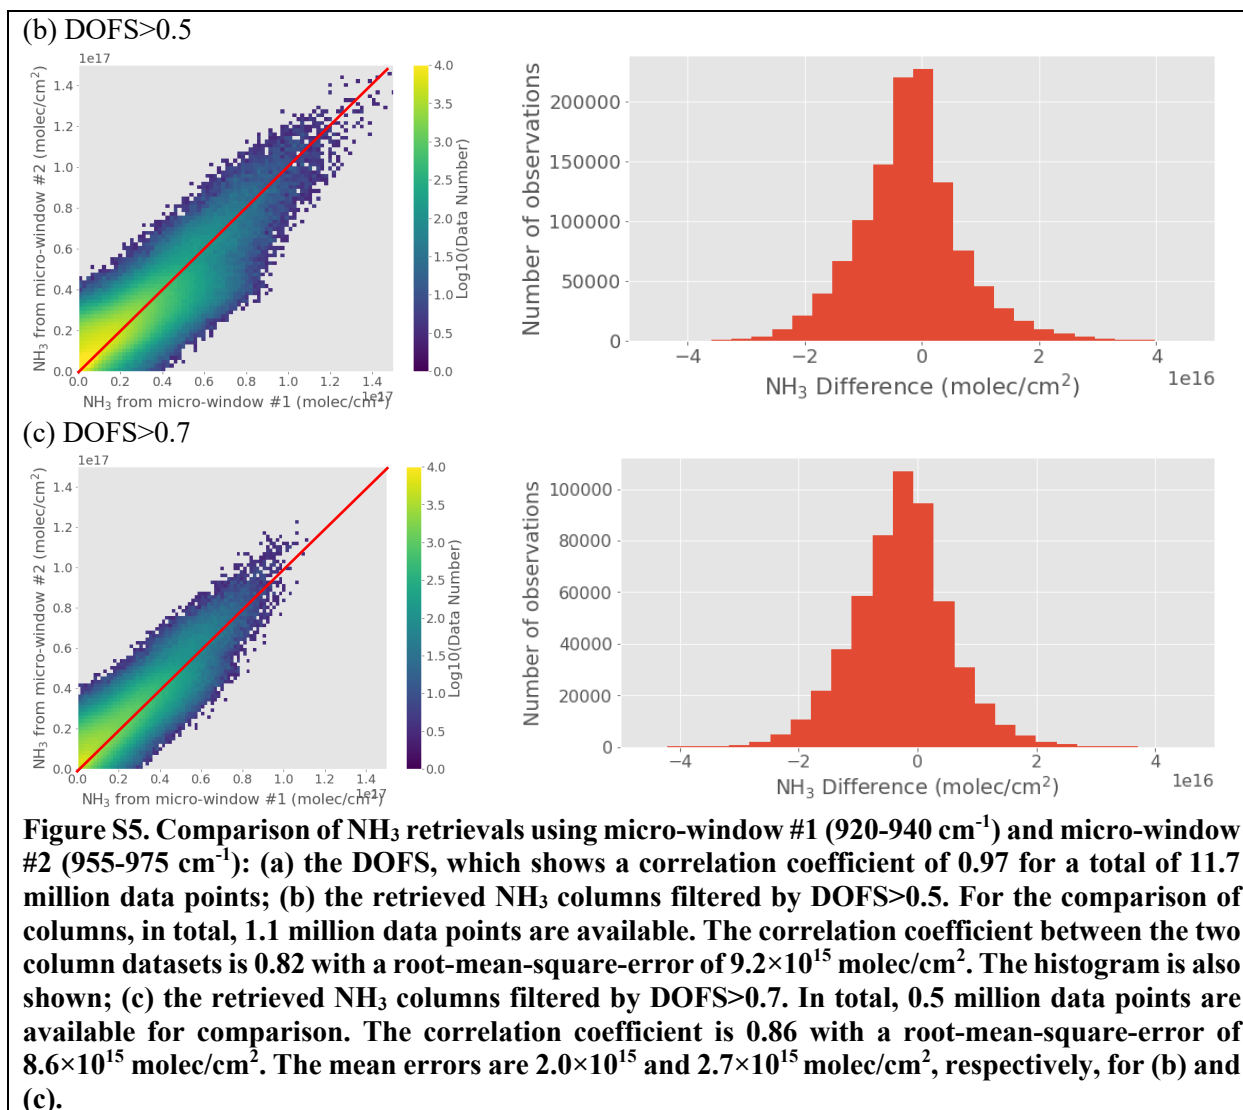 (b) DOFS>0.5
1e17
1.4
1.2
1.0
0.8
0.6
0.4
0.2
0.0
NH₃ from micro-window #2 (molec/cm²)
0.0 0.2 0.4 0.6 0.8 1.0 1.2 1.4
1e17
NH₃ from micro-window #1 (molec/cm²)
4.0
3.5
3.0
2.5
2.0
1.5
1.0
0.5
0.0
Log10(Data Number)
Number of observations
200000
150000
100000
50000
0
−4 −2 0 2 4
1e16
NH₃ Difference (molec/cm²)
(c) DOFS>0.7
1e17
1.4
1.2
1.0
0.8
0.6
0.4
0.2
0.0
NH₃ from micro-window #2 (molec/cm²)
0.0 0.2 0.4 0.6 0.8 1.0 1.2 1.4
1e17
NH₃ from micro-window #1 (molec/cm²)
4.0
3.5
3.0
2.5
2.0
1.5
1.0
0.5
0.0
Log10(Data Number)
Number of observations
100000
80000
60000
40000
20000
0
−4 −2 0 2 4
1e16
NH₃ Difference (molec/cm²)
Figure S5. Comparison of NH₃ retrievals using micro-window #1 (920-940 cm⁻¹) and micro-window
#2 (955-975 cm⁻¹): (a) the DOFS, which shows a correlation coefficient of 0.97 for a total of 11.7
million data points; (b) the retrieved NH₃ columns filtered by DOFS>0.5. For the comparison of
columns, in total, 1.1 million data points are available. The correlation coefficient between the two
column datasets is 0.82 with a root-mean-square-error of 9.2×10¹⁵ molec/cm². The histogram is also
shown; (c) the retrieved NH₃ columns filtered by DOFS>0.7. In total, 0.5 million data points are
available for comparison. The correlation coefficient is 0.86 with a root-mean-square-error of
8.6×10¹⁵ molec/cm². The mean errors are 2.0×10¹⁵ and 2.7×10¹⁵ molec/cm², respectively, for (b) and
(c).